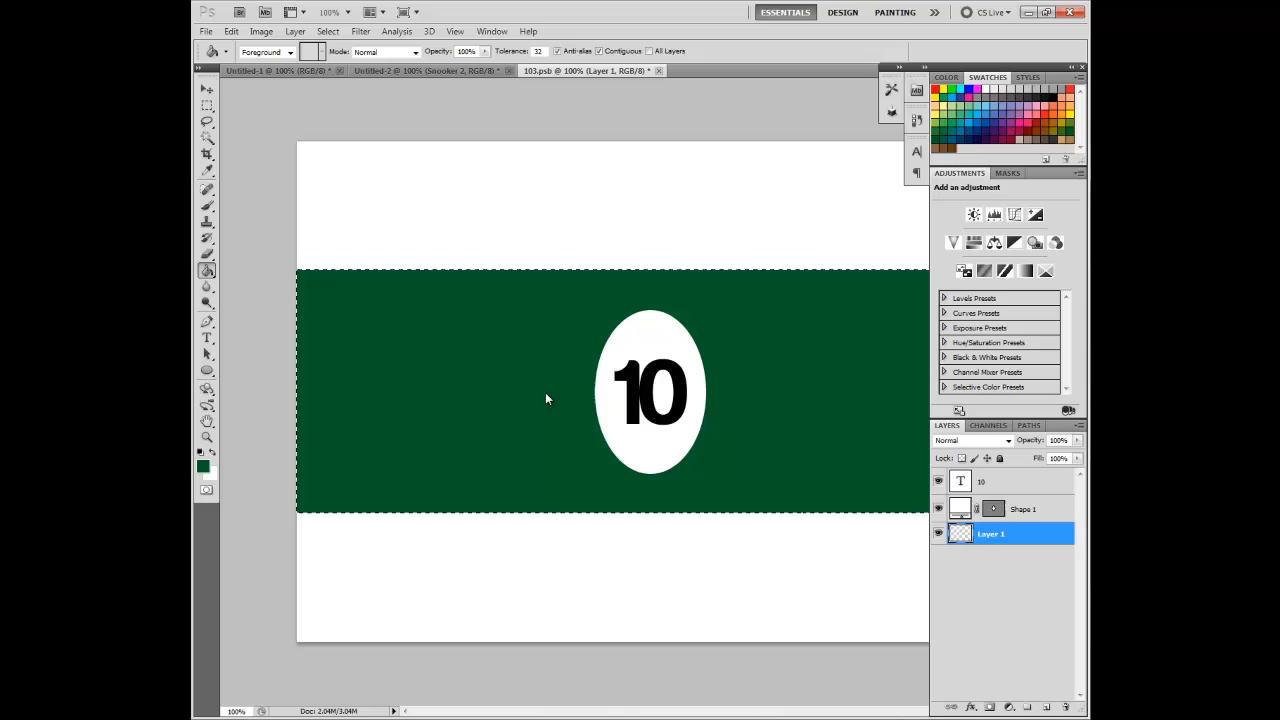 Ps Br Mb 100% ESSENTIALS DESIGN PAINTING CS Live
File Edit Image Layer Select Filter Analysis 3D View Window Help
Foreground Mode: Normal Opacity: 100% Tolerance: 32 Anti-alias Contiguous All Layers
Untitled-1 @ 100% (RGB/8) * Untitled-2 @ 100% (Snooker 2, RGB/8) * 103.psb @ 100% (Layer 1, RGB/8) *
COLOR SWATCHES STYLES
Mb
A
ADJUSTMENTS MASKS
Add an adjustment
Levels Presets
Curves Presets
Exposure Presets
Hue/Saturation Presets
Black & White Presets
Channel Mixer Presets
Selective Color Presets
10
LAYERS CHANNELS PATHS
Normal Opacity: 100%
Lock: Fill: 100%
T 10
Shape 1
Layer 1
100% Doc: 2.04M/3.04M